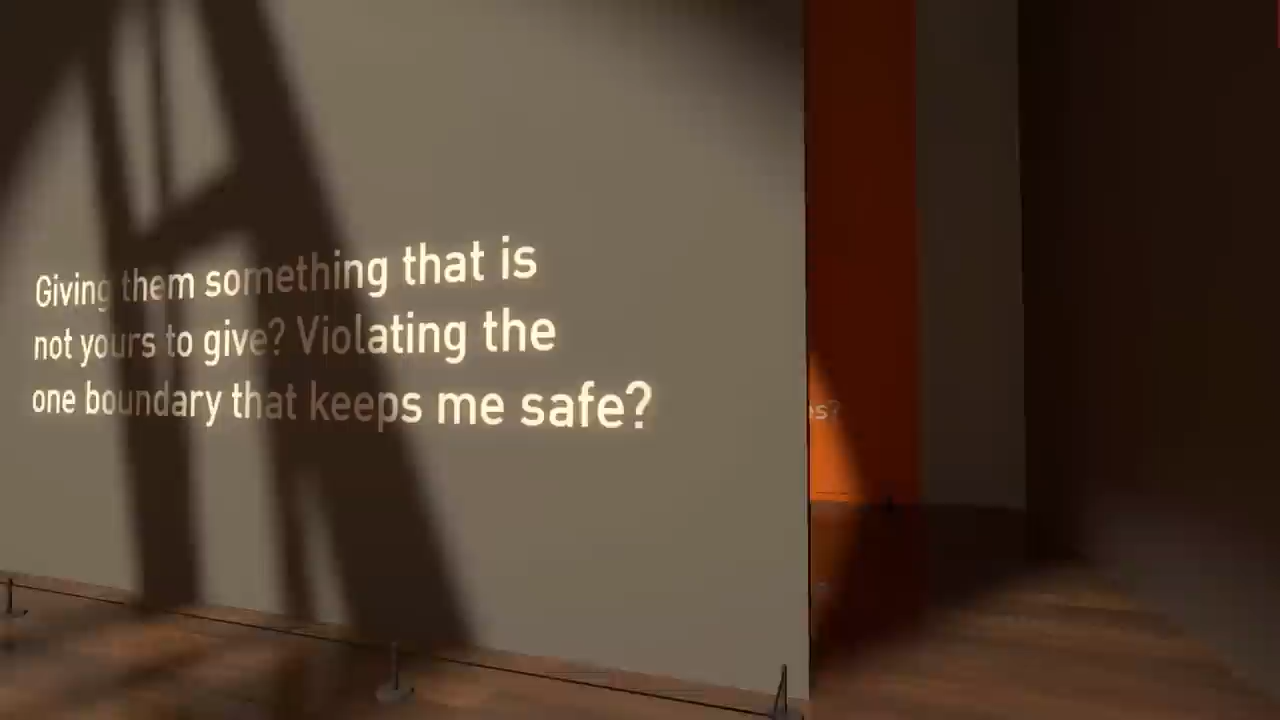 Giving them something that is
not yours to give? Violating the
one boundary that keeps me safe?